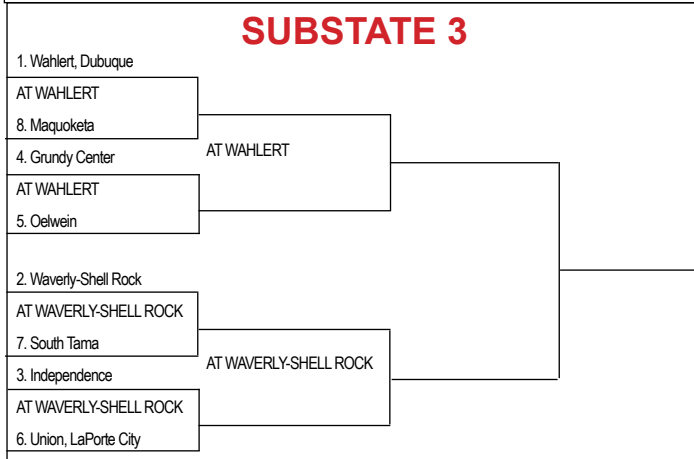 SUBSTATE 3
1. Wahlert, Dubuque
AT WAHLERT
8. Maquoketa
4. Grundy Center
AT WAHLERT
AT WAHLERT
5. Oelwein
2. Waverly-Shell Rock
AT WAVERLY-SHELL ROCK
7. South Tama
AT WAVERLY-SHELL ROCK
3. Independence
AT WAVERLY-SHELL ROCK
6. Union, LaPorte City